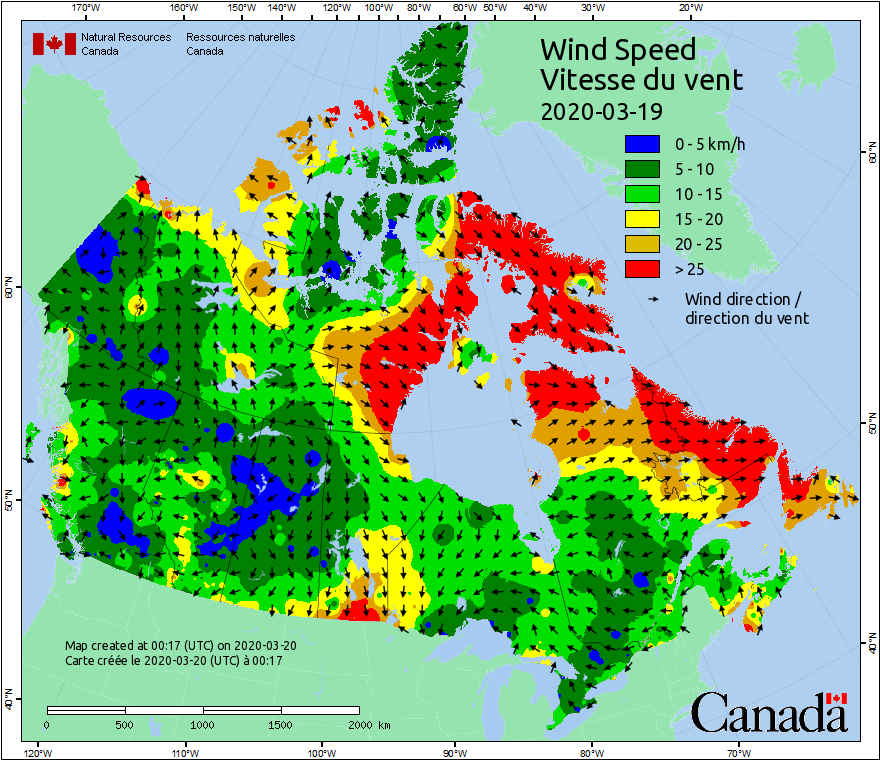 170°W 160°W 150°W 140°W 120°W 100°W 80°W 60°W 50°W 40°W 30°W 20°W
Natural Resources Ressources naturelles
Canada Canada
Wind Speed
Vitesse du vent
2020-03-19
0 - 5 km/h
5 - 10
10 - 15
15 - 20
20 - 25
> 25
Wind direction /
direction du vent
60°N
60°N
50°N
50°N
40°N
40°N
Map created at 00:17 (UTC) on 2020-03-20
Carte créée le 2020-03-20 (UTC) à 00:17
0 500 1000 1500 2000 km
Canada
120°W 110°W 100°W 90°W 80°W 70°W